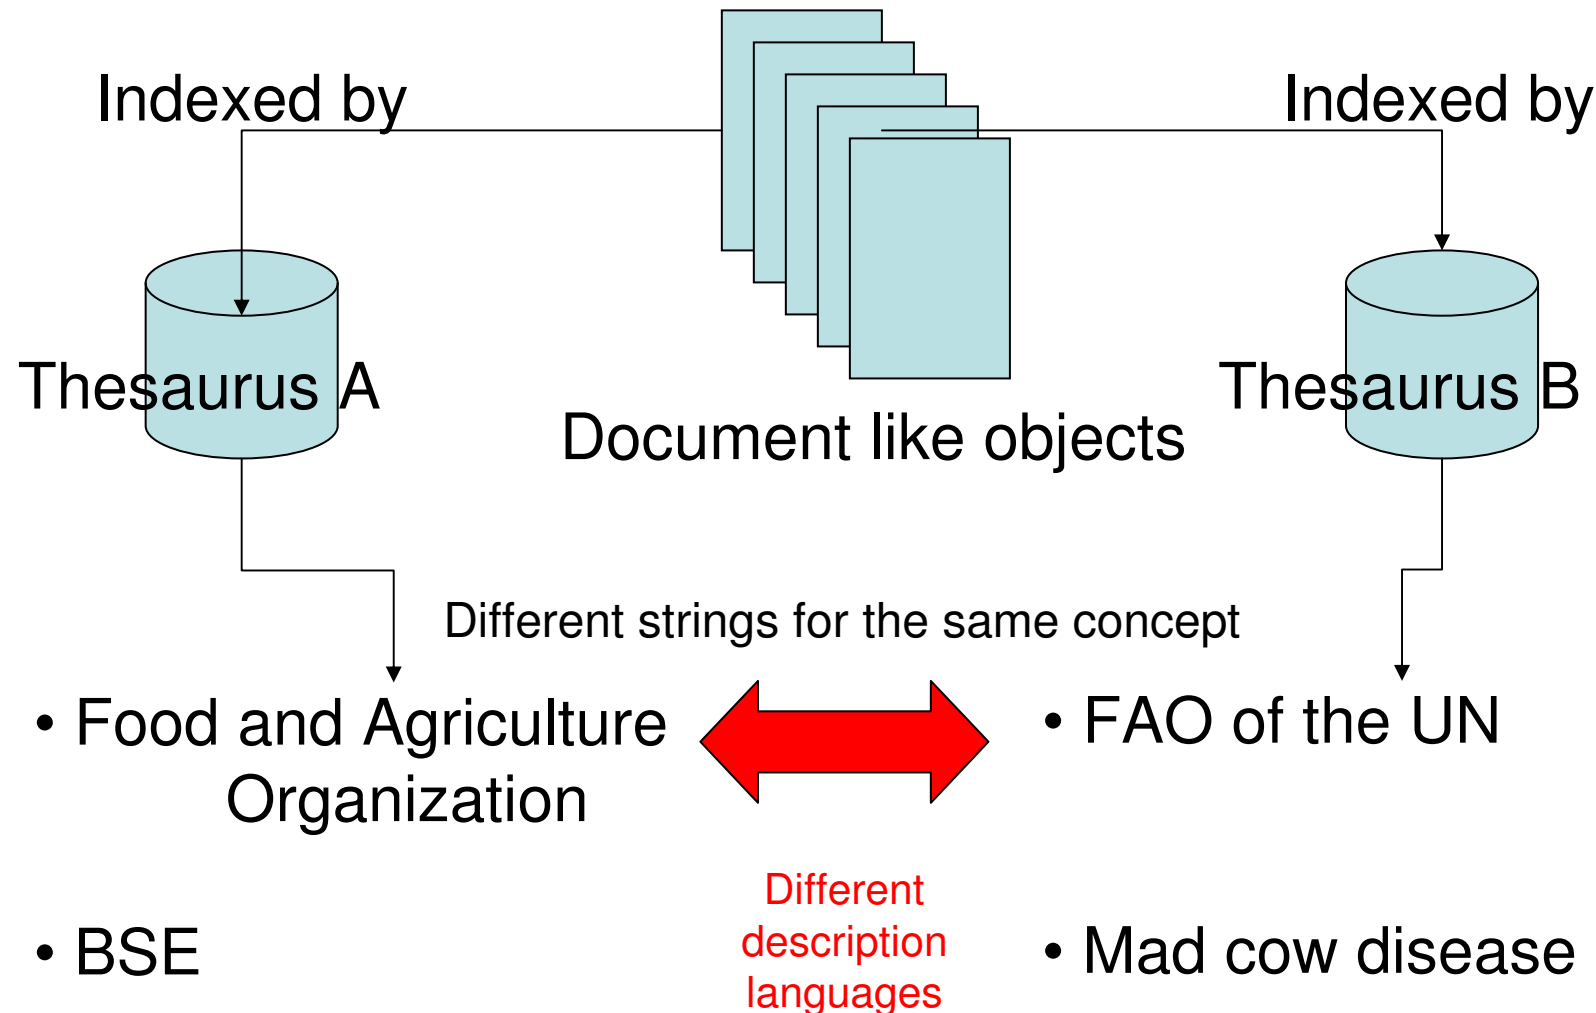 Indexed by
Indexed by
Thesaurus A
Thesaurus B
Document like objects
Different strings for the same concept
• Food and Agriculture
Organization
• FAO of the UN
Different
description
languages
• BSE
• Mad cow disease